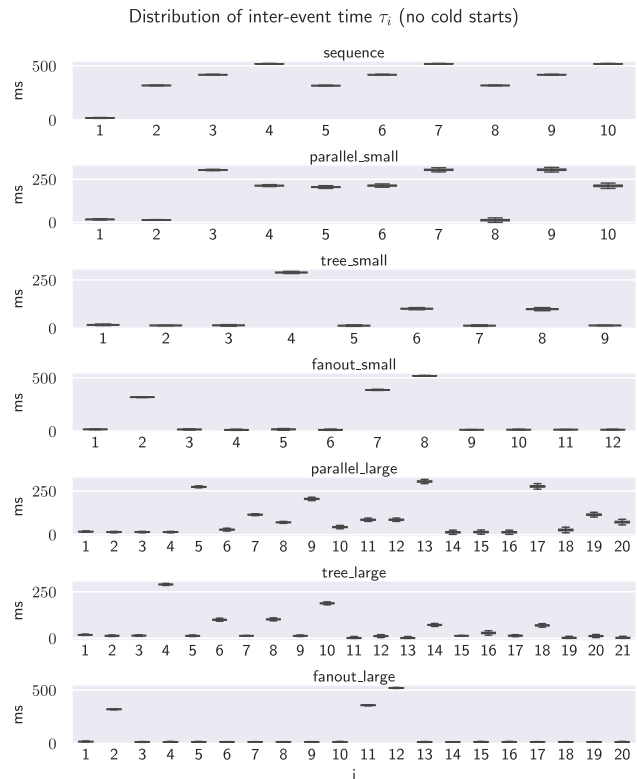 Distribution of inter-event time τi (no cold starts)
sequence
500
ms
0
1 2 3 4 5 6 7 8 9 10
parallel_small
250
ms
0
1 2 3 4 5 6 7 8 9 10
tree_small
250
ms
0
1 2 3 4 5 6 7 8 9
fanout_small
500
ms
0
1 2 3 4 5 6 7 8 9 10 11 12
parallel_large
250
ms
0
1 2 3 4 5 6 7 8 9 10 11 12 13 14 15 16 17 18 19 20
tree_large
250
ms
0
1 2 3 4 5 6 7 8 9 10 11 12 13 14 15 16 17 18 19 20 21
fanout_large
500
ms
0
1 2 3 4 5 6 7 8 9 10 11 12 13 14 15 16 17 18 19 20
i